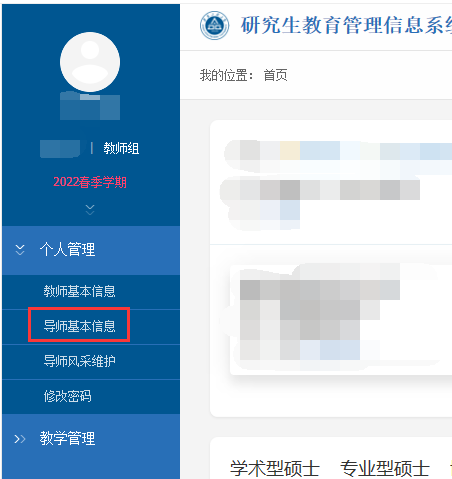 研究生教育管理信息系统
我的位置： 首页
| 教师组
2022春季学期
个人管理
教师基本信息
导师基本信息
导师风采维护
修改密码
教学管理
学术型硕士 专业型硕士